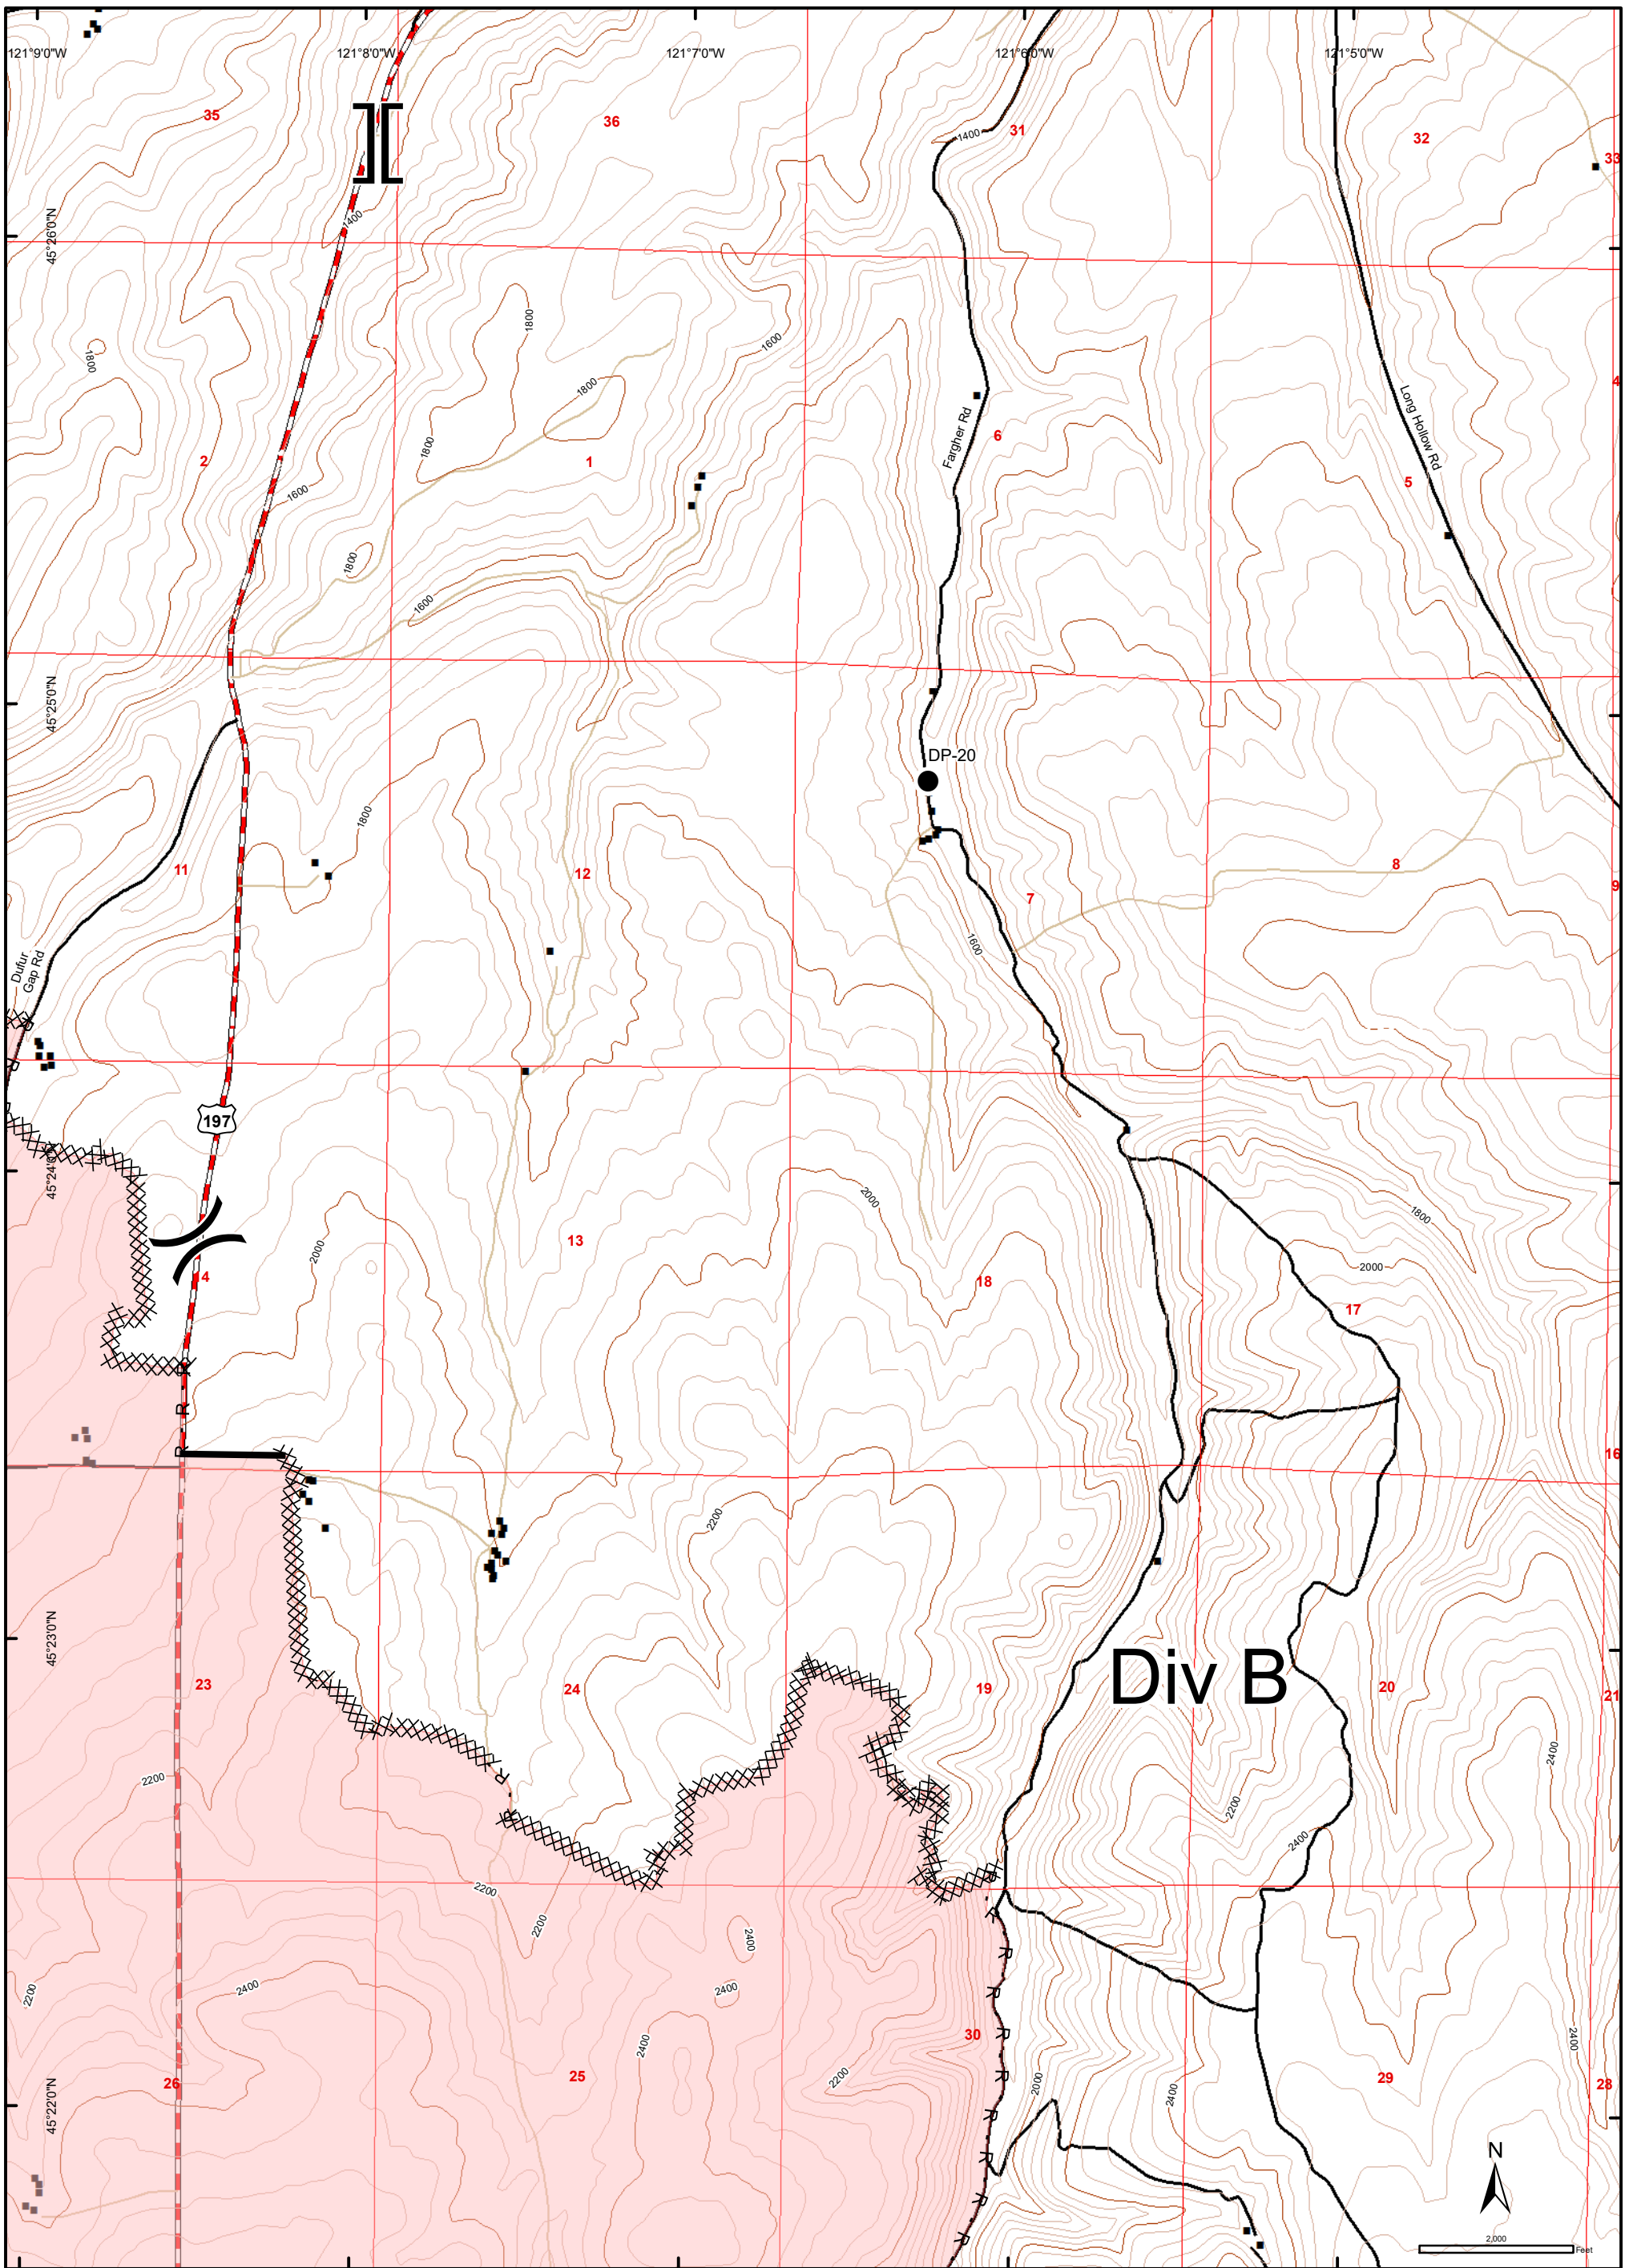 121°9'0"W
121°8'0"W
121°7'0"W
121°6'0"W
121°5'0"W
35
36
31
32
33
1400
][
45°26'0"N
1400
1800
1800
1600
1800
1800
4
Fargher Rd
Long Hollow Rd
6
2
1
5
1600
1800
1600
45°25'0"N
DP-20
1800
11
12
8
9
7
1600
Dufur
Gap Rd
R
197
45°24'0"N
2000
1800
2000
13
2000
4
18
17
R
R
R
16
2200
45°23'0"N
23
24
19
Div B
20
21
2400
2200
R
2200
R
2400
R
2200
R
2200
2400
R
2400
2400
R
2200
2400
R
30
2400
R
26
25
2200
R
2000
2400
29
28
45°22'0"N
R
R
R
R
N
2,000
Feet